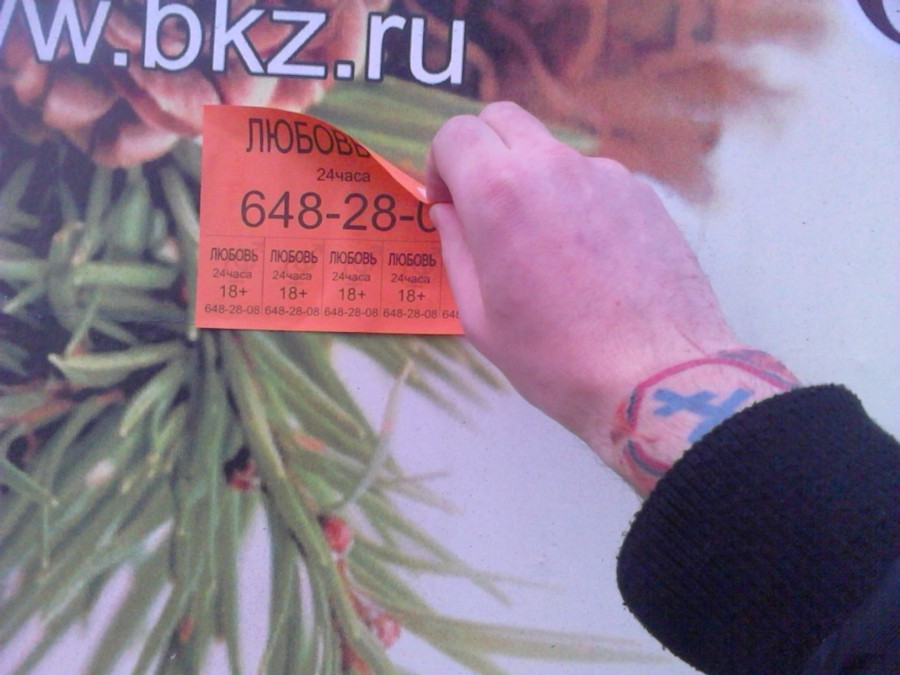 w.bkz.ru
ЛЮБОВЬ
24часа
648-28-0
ЛЮБОВЬ ЛЮБОВЬ ЛЮБОВЬ ЛЮБОВЬ
24часа 24часа 24часа 24часа
18+ 18+ 18+ 18+
648-28-08 648-28-08 648-28-08 648-28-08 648